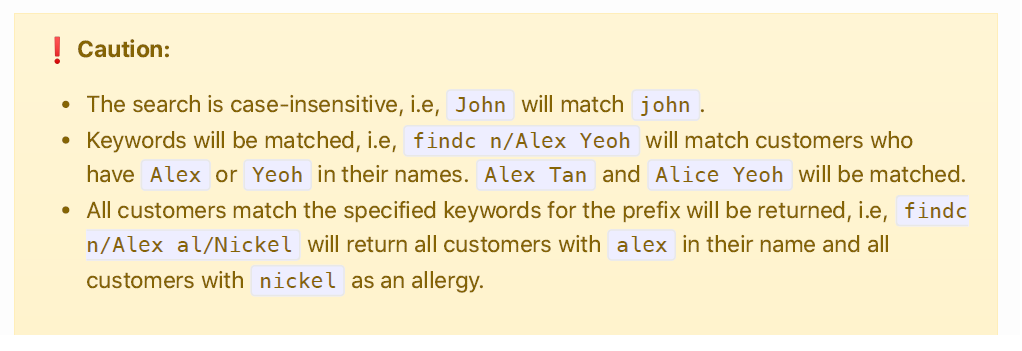 ❗ Caution:
• The search is case-insensitive, i.e, John will match john.
• Keywords will be matched, i.e, findc n/Alex Yeoh will match customers who
have Alex or Yeoh in their names. Alex Tan and Alice Yeoh will be matched.
• All customers match the specified keywords for the prefix will be returned, i.e, findc
n/Alex al/Nickel will return all customers with alex in their name and all
customers with nickel as an allergy.